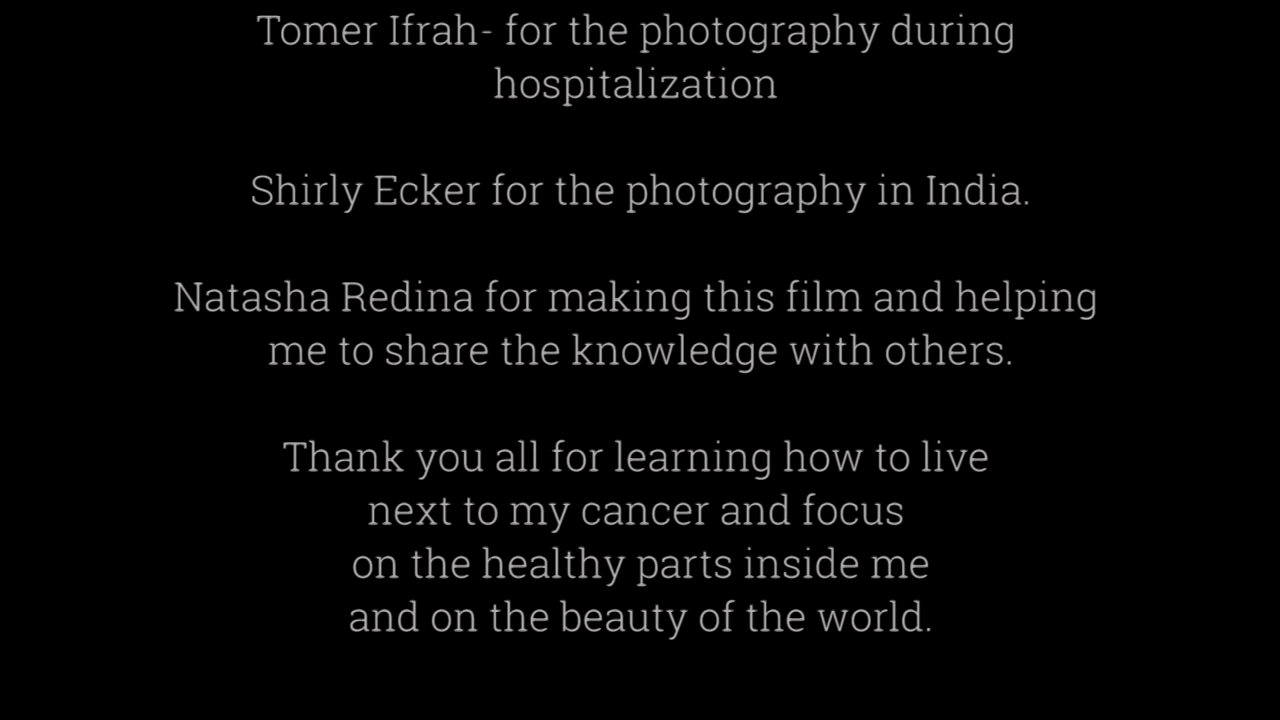 Tomer Ifrah- for the photography during
hospitalization
Shirly Ecker for the photography in India.
Natasha Redina for making this film and helping
me to share the knowledge with others.
Thank you all for learning how to live
next to my cancer and focus
on the healthy parts inside me
and on the beauty of the world.